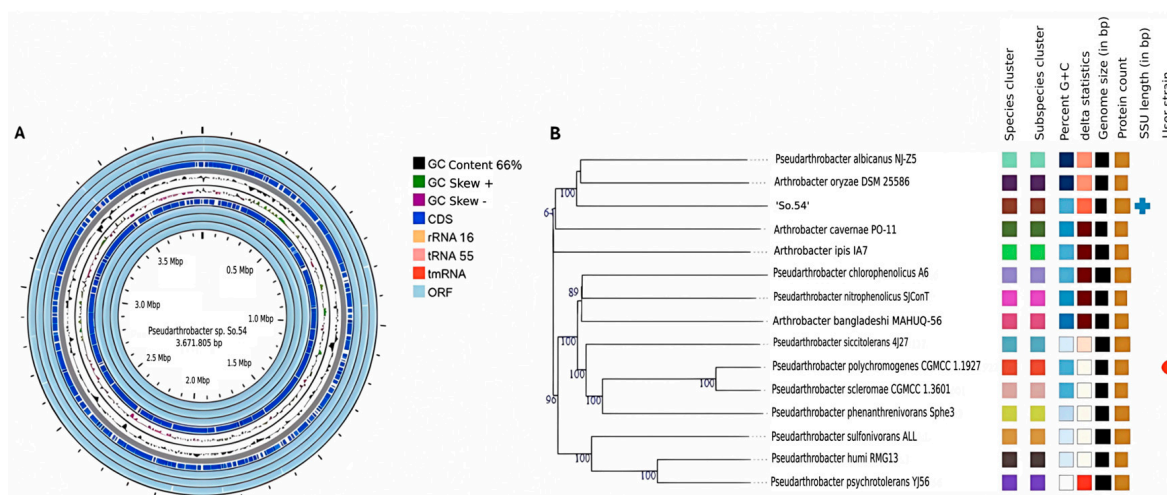 A
GC Content 66%
GC Skew +
GC Skew -
CDS
rRNA 16
tRNA 55
tmRNA
ORF
0.5 Mbp
1.0 Mbp
1.5 Mbp
2.0 Mbp
2.5 Mbp
3.0 Mbp
3.5 Mbp
Pseudarthrobacter sp. So.54
3.671.805 bp
B
Species cluster
Subspecies cluster
Percent G+C
delta statistics
Genome size (in bp)
Protein count
SSU length (in bp)
User strain
Pseudarthrobacter albicanus NJ-Z5
Arthrobacter oryzae DSM 25586
'So.54'
Arthrobacter cavernae PO-11
Arthrobacter ipis IA7
Pseudarthrobacter chlorophenolicus A6
Pseudarthrobacter nitrophenolicus SJConT
Arthrobacter bangladeshi MAHUQ-56
Pseudarthrobacter siccitolerans 4J27
Pseudarthrobacter polychromogenes CGMCC 1.1927
Pseudarthrobacter scleromae CGMCC 1.3601
Pseudarthrobacter phenanthrenivorans Sphe3
Pseudarthrobacter sulfonivorans ALL
Pseudarthrobacter humi RMG13
Pseudarthrobacter psychrotolerans YJ56
100
64
89
100
100
100
100
96
100
100